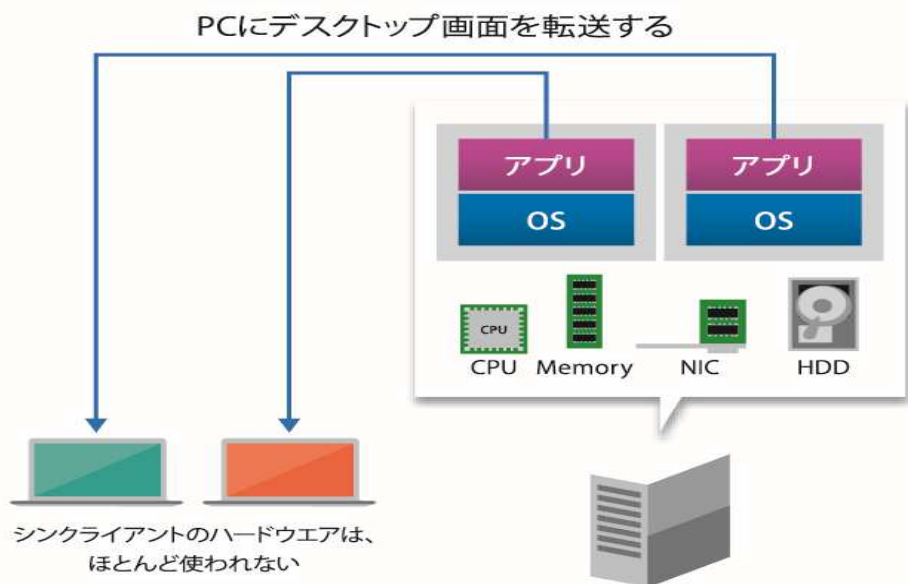 PCにデスクトップ画面を転送する
アプリ
アプリ
OS
OS
CPU
CPU
Memory
NIC
HDD
シンクライアントのハードウエアは、
ほとんど使われない